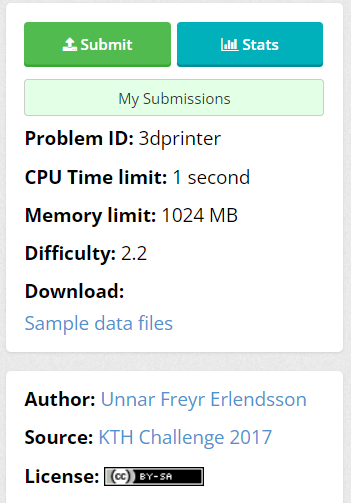 Submit
Stats
My Submissions
Problem ID: 3dprinter
CPU Time limit: 1 second
Memory limit: 1024 MB
Difficulty: 2.2
Download:
Sample data files
Author: Unnar Freyr Erlendsson
Source: KTH Challenge 2017
License: cc BY-SA